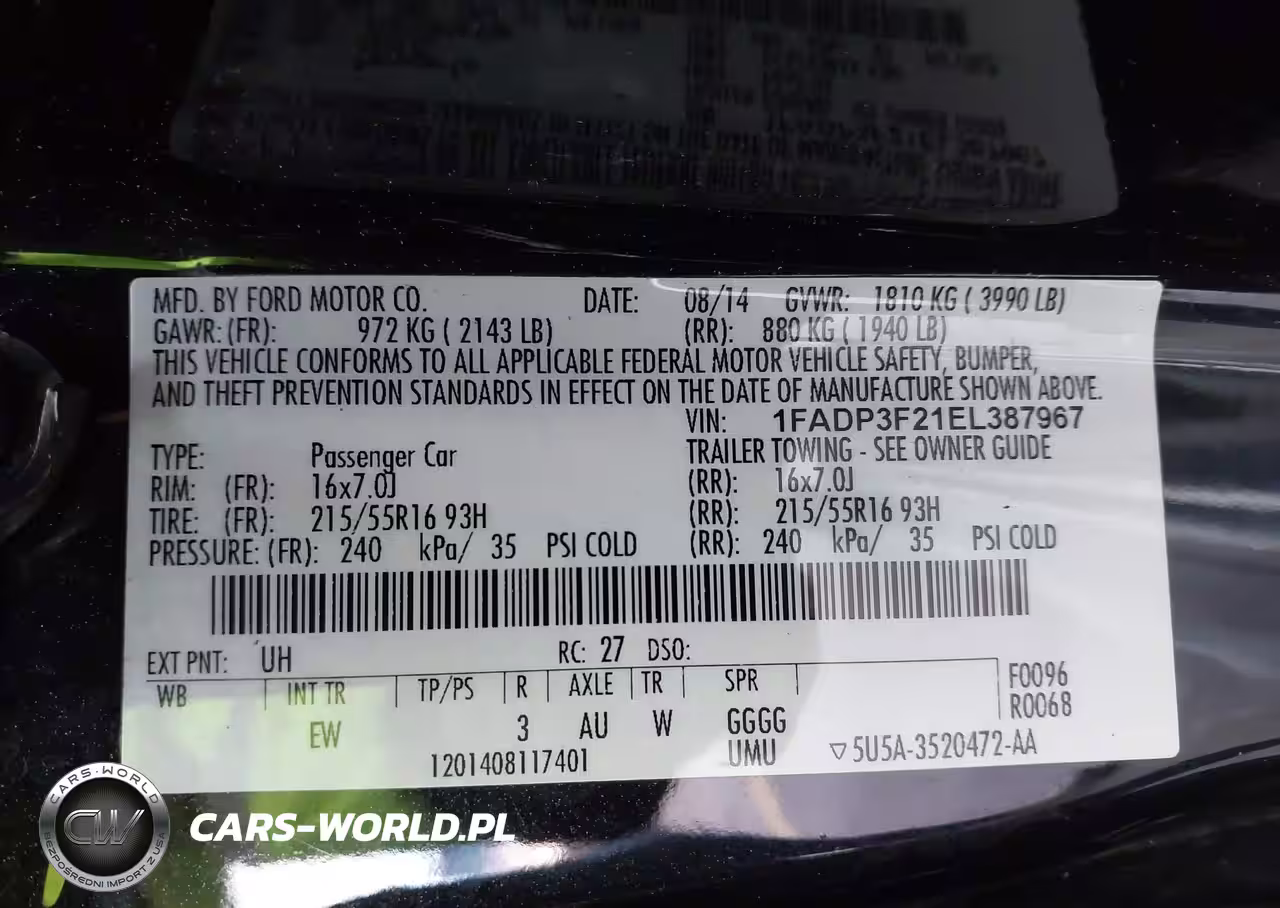 MFD. BY FORD MOTOR CO. DATE: 08/14 GVWR: 1810 KG ( 3990 LB)
GAWR: (FR): 972 KG ( 2143 LB) (RR): 880 KG ( 1940 LB)
THIS VEHICLE CONFORMS TO ALL APPLICABLE FEDERAL MOTOR VEHICLE SAFETY, BUMPER,
AND THEFT PREVENTION STANDARDS IN EFFECT ON THE DATE OF MANUFACTURE SHOWN ABOVE.
VIN: 1FADP3F21EL387967
TYPE: Passenger Car TRAILER TOWING - SEE OWNER GUIDE
RIM: (FR): 16x7.0J (RR): 16x7.0J
TIRE: (FR): 215/55R16 93H (RR): 215/55R16 93H
PRESSURE: (FR): 240 kPa/ 35 PSI COLD (RR): 240 kPa/ 35 PSI COLD
EXT PNT: UH RC: 27 DSO:
WB INT TR TP/PS R AXLE TR SPR F0096
R0068
EW 3 AU W GGGG
1201408117401 UMU ▽5U5A-3520472-AA
CARS-WORLD
CW
BEZPOŚREDNI IMPORT Z USA
CARS-WORLD.PL